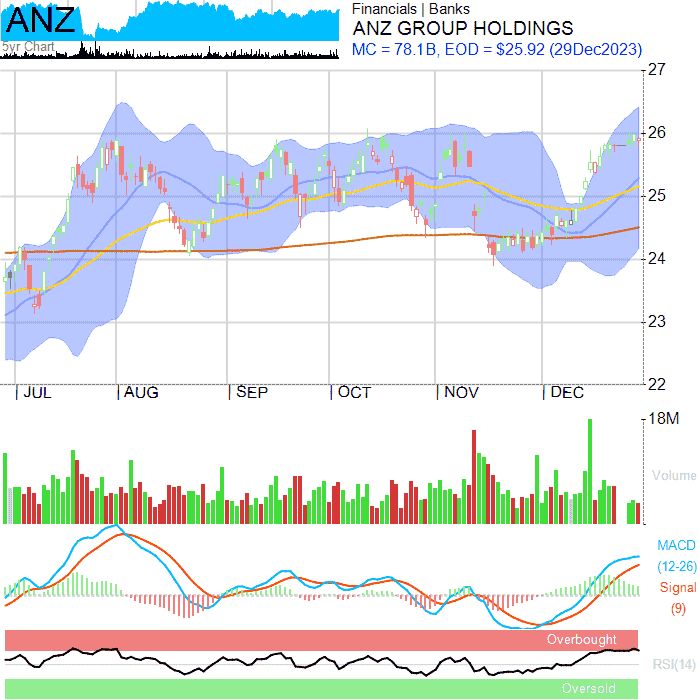 ANZ
5yr Chart
Financials | Banks
ANZ GROUP HOLDINGS
MC = 78.1B, EOD = $25.92 (29Dec2023)
27
26
25
24
23
22
JUL AUG SEP OCT NOV DEC
18M
Volume
MACD
(12-26)
Signal
(9)
Overbought
RSI(14)
Oversold